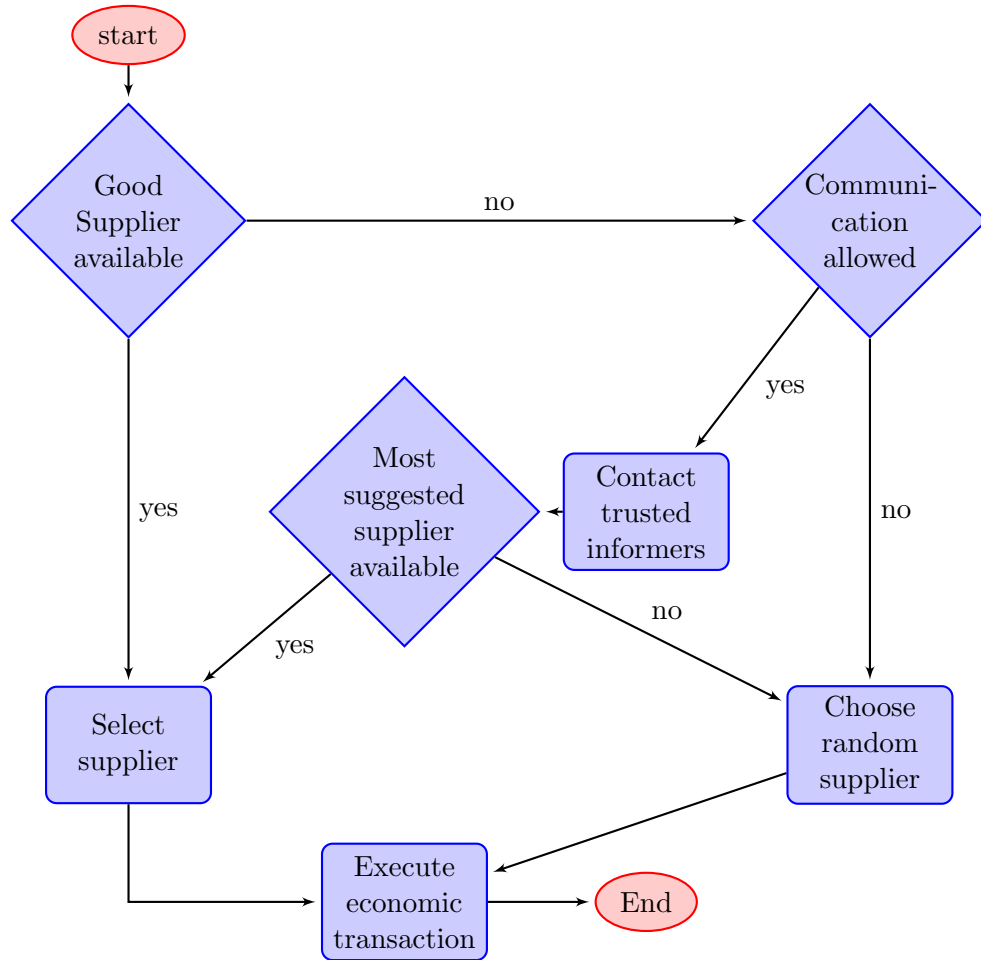 start
Good
Supplier
available
no
Communi-
cation
allowed
yes
Most
suggested
supplier
available
Contact
trusted
informers
yes
no
no
yes
Select
supplier
Choose
random
supplier
Execute
economic
transaction
End